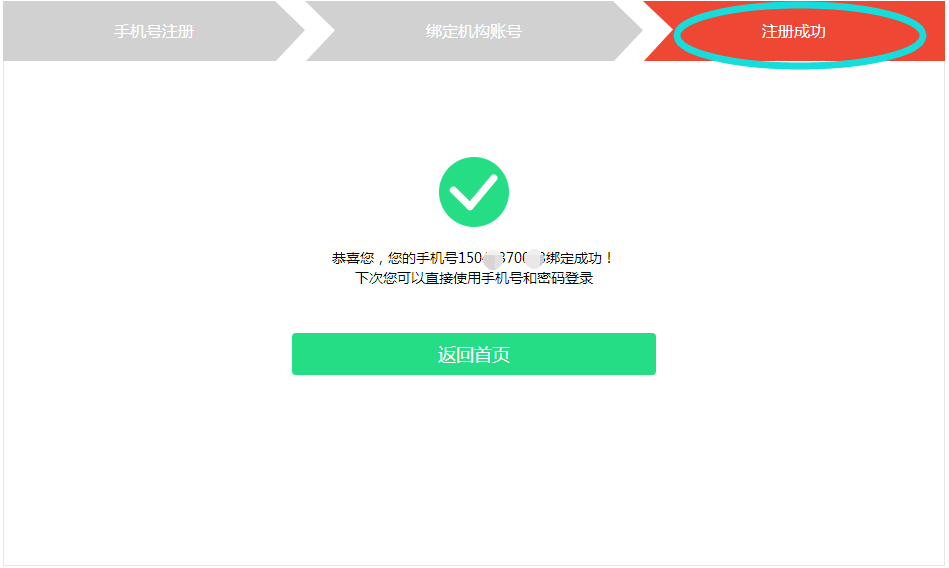 手机号注册
绑定机构账号
注册成功
恭喜您，您的手机号150 370 绑定成功！
下次您可以直接使用手机号和密码登录
返回首页